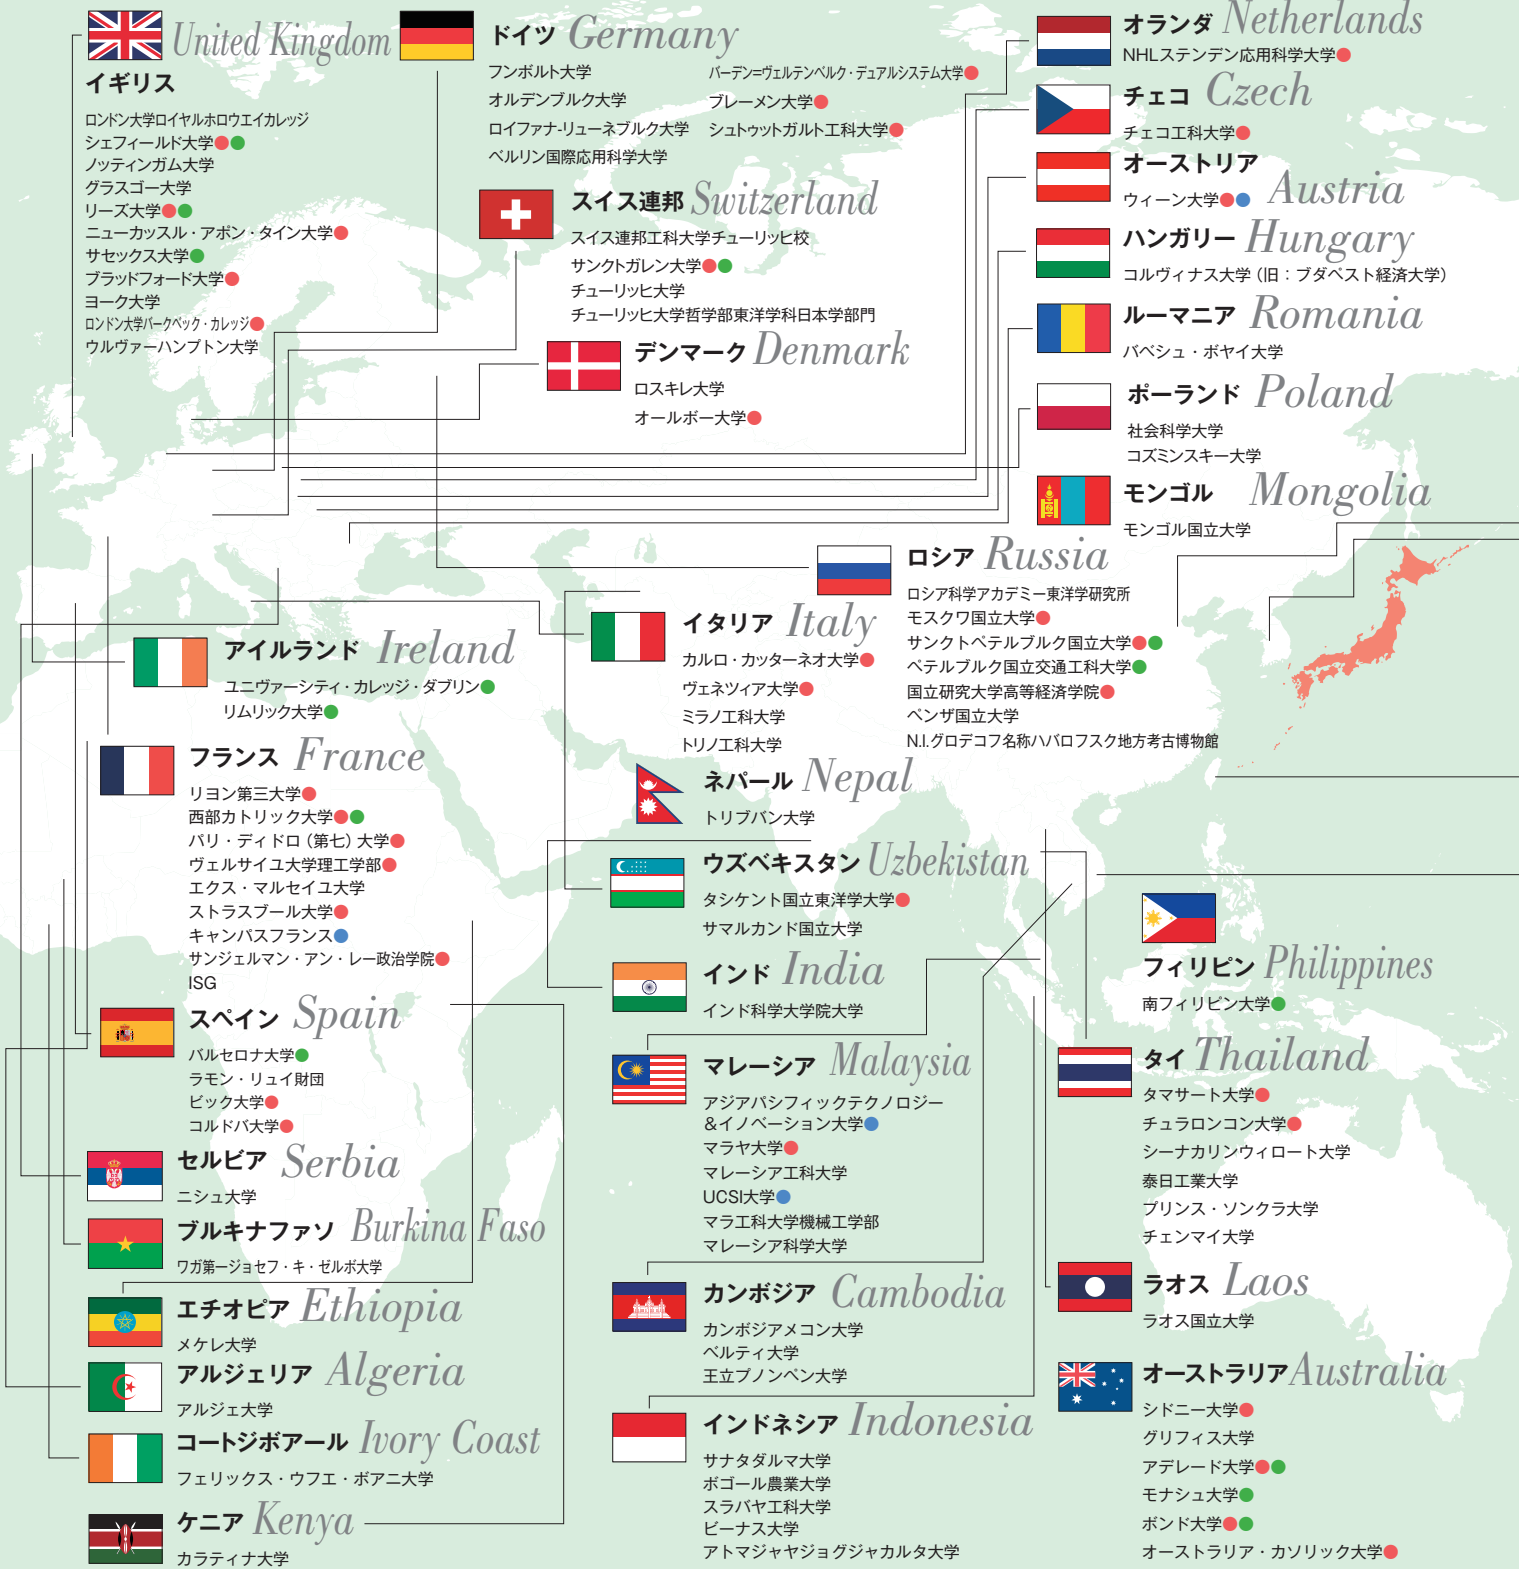 United Kingdom
イギリス
ロンドン大学ロイヤルホロウエイカレッジ
シェフィールド大学
ノッティンガム大学
グラスゴー大学
リーズ大学
ニューカッスル・アポン・タイン大学
サセックス大学
ブラッドフォード大学
ヨーク大学
ロンドン大学バークベック・カレッジ
ウルヴァーハンプトン大学
ドイツ Germany
フンボルト大学
オルデンブルク大学
ロイファナ-リューネブルク大学
ベルリン国際応用科学大学
バーデン=ヴェルテンベルク・デュアルシステム大学
ブレーメン大学
シュトゥットガルト工科大学
スイス連邦 Switzerland
スイス連邦工科大学チューリッヒ校
サンクトガレン大学
チューリッヒ大学
チューリッヒ大学哲学部東洋学科日本学部門
デンマーク Denmark
ロスキレ大学
オールボー大学
オランダ Netherlands
NHLステンデン応用科学大学
チェコ Czech
チェコ工科大学
オーストリア Austria
ウィーン大学
ハンガリー Hungary
コルヴィナス大学（旧：ブダペスト経済大学）
ルーマニア Romania
バベシュ・ボヤイ大学
ポーランド Poland
社会科学大学
コズミンスキー大学
モンゴル Mongolia
モンゴル国立大学
ロシア Russia
ロシア科学アカデミー東洋学研究所
モスクワ国立大学
サンクトペテルブルク国立大学
ペテルブルク国立交通工科大学
国立研究大学高等経済学院
ペンザ国立大学
N.I.グロデコフ名称ハバロフスク地方考古博物館
イタリア Italy
カルロ・カッターネオ大学
ヴェネツィア大学
ミラノ工科大学
トリノ工科大学
アイルランド Ireland
ユニヴァーシティ・カレッジ・ダブリン
リムリック大学
フランス France
リヨン第三大学
西部カトリック大学
パリ・ディドロ（第七）大学
ヴェルサイユ大学理工学部
エクス・マルセイユ大学
ストラスブール大学
キャンパスフランス
サンジェルマン・アン・レー政治学院
ISG
スペイン Spain
バルセロナ大学
ラモン・リュイ財団
ビック大学
コルドバ大学
セルビア Serbia
ニシュ大学
ブルキナファソ Burkina Faso
ワガ第一ジョセフ・キ・ゼルボ大学
エチオピア Ethiopia
メケレ大学
アルジェリア Algeria
アルジェ大学
コートジボアール Ivory Coast
フェリックス・ウフエ・ボアニ大学
ケニア Kenya
カラティナ大学
ネパール Nepal
トリブバン大学
ウズベキスタン Uzbekistan
タシケント国立東洋学大学
サマルカンド国立大学
インド India
インド科学大学院大学
マレーシア Malaysia
アジアパシフィックテクノロジー
&イノベーション大学
マラヤ大学
マレーシア工科大学
UCSI大学
マラ工科大学機械工学部
マレーシア科学大学
カンボジア Cambodia
カンボジアメコン大学
ベルティ大学
王立プノンペン大学
インドネシア Indonesia
サナタダルマ大学
ボゴール農業大学
スラバヤ工科大学
ビーナス大学
アトマジャヤジョグジャカルタ大学
フィリピン Philippines
南フィリピン大学
タイ Thailand
タマサート大学
チュラロンコン大学
シーナカリンウィロート大学
泰日工業大学
プリンス・ソンクラ大学
チェンマイ大学
ラオス Laos
ラオス国立大学
オーストラリア Australia
シドニー大学
グリフィス大学
アデレード大学
モナシュ大学
ボンド大学
オーストラリア・カソリック大学